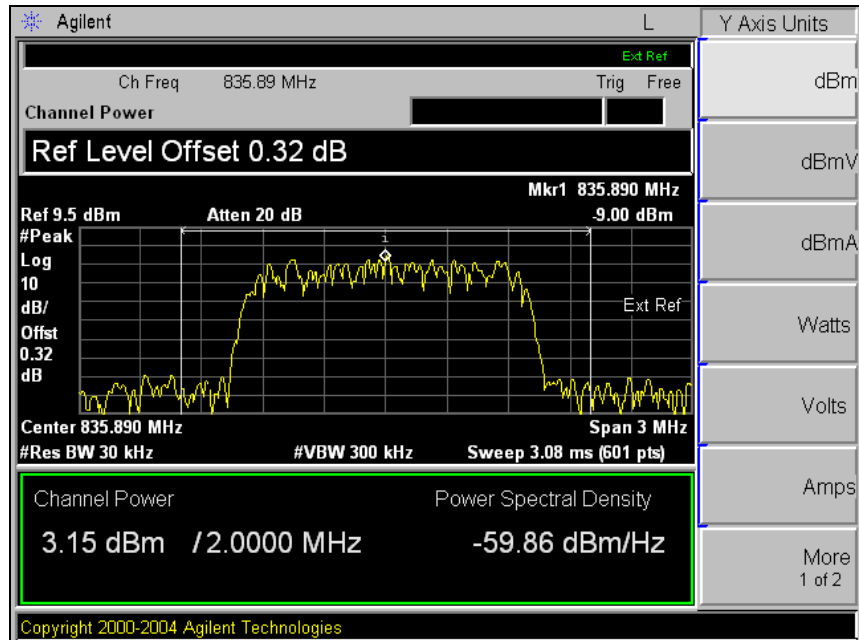 Agilent L Y Axis Units
Ext Ref
Ch Freq 835.89 MHz Trig Free
Channel Power
Ref Level Offset 0.32 dB
Mkr1 835.890 MHz
Ref 9.5 dBm Atten 20 dB -9.00 dBm
#Peak
Log
10
dB/
Offst
0.32
dB
1
Ext Ref
Center 835.890 MHz Span 3 MHz
#Res BW 30 kHz #VBW 300 kHz Sweep 3.08 ms (601 pts)
Channel Power Power Spectral Density
3.15 dBm /2.0000 MHz -59.86 dBm/Hz
Copyright 2000-2004 Agilent Technologies
dBm
dBmV
dBmA
Watts
Volts
Amps
More
1 of 2